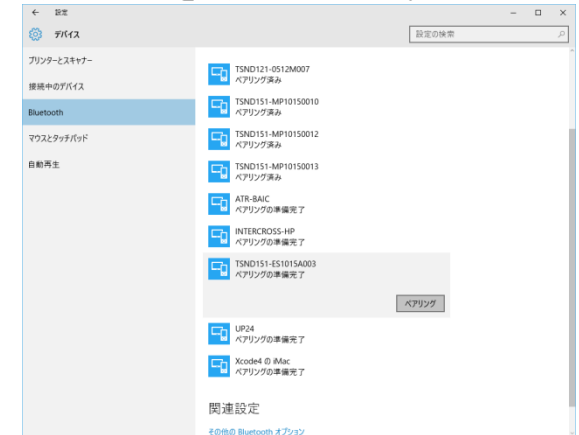 設定
デバイス
設定の検索
プリンターとスキャナー
接続中のデバイス
Bluetooth
マウスとタッチパッド
自動再生
TSND121-0512M007
ペアリング済み
TSND151-MP10150010
ペアリング済み
TSND151-MP10150012
ペアリング済み
TSND151-MP10150013
ペアリング済み
ATR-BAIC
ペアリングの準備完了
INTERCROSS-HP
ペアリングの準備完了
TSND151-ES1015A003
ペアリングの準備完了
ペアリング
UP24
ペアリングの準備完了
Xcode4 の iMac
ペアリングの準備完了
関連設定
その他の Bluetooth オプション